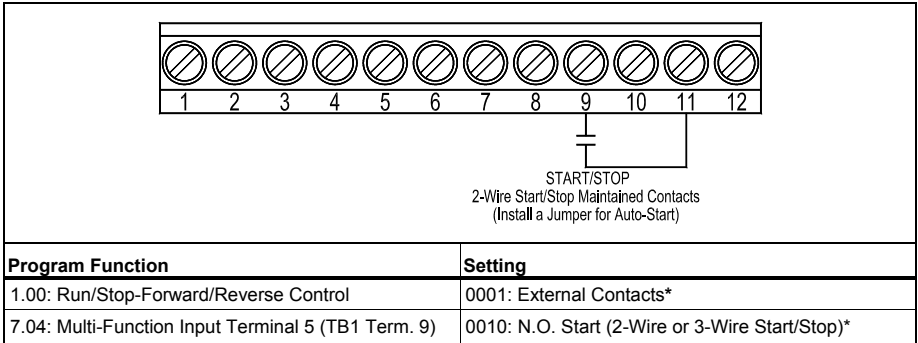 1 2 3 4 5 6 7 8 9 10 11 12
START/STOP
2-Wire Start/Stop Maintained Contacts
(Install a Jumper for Auto-Start)
Program Function Setting
1.00: Run/Stop-Forward/Reverse Control 0001: External Contacts*
7.04: Multi-Function Input Terminal 5 (TB1 Term. 9) 0010: N.O. Start (2-Wire or 3-Wire Start/Stop)*